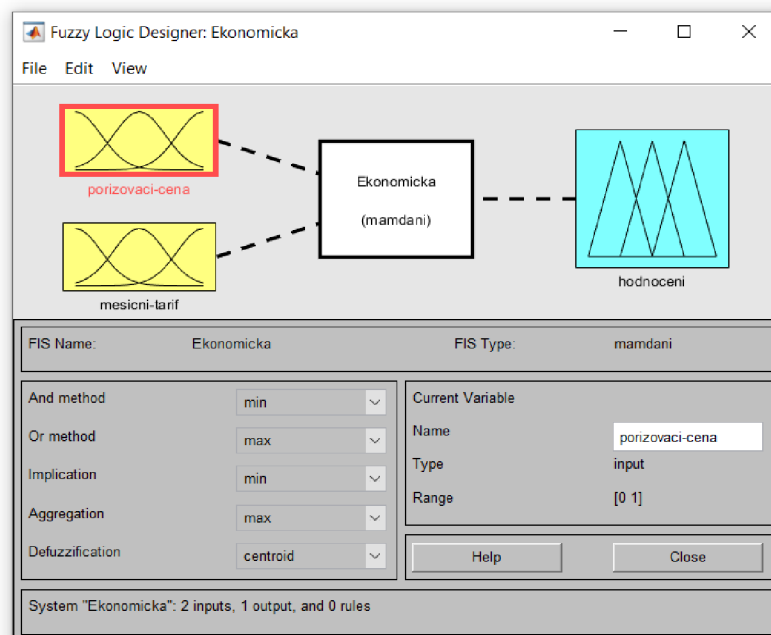 Fuzzy Logic Designer: Ekonomicka
File Edit View
porizovaci-cena
mesicni-tarif
Ekonomicka
(mamdani)
hodnoceni
FIS Name: Ekonomicka FIS Type: mamdani
And method min
Or method max
Implication min
Aggregation max
Defuzzification centroid
Current Variable
Name porizovaci-cena
Type input
Range [0 1]
Help Close
System "Ekonomicka": 2 inputs, 1 output, and 0 rules